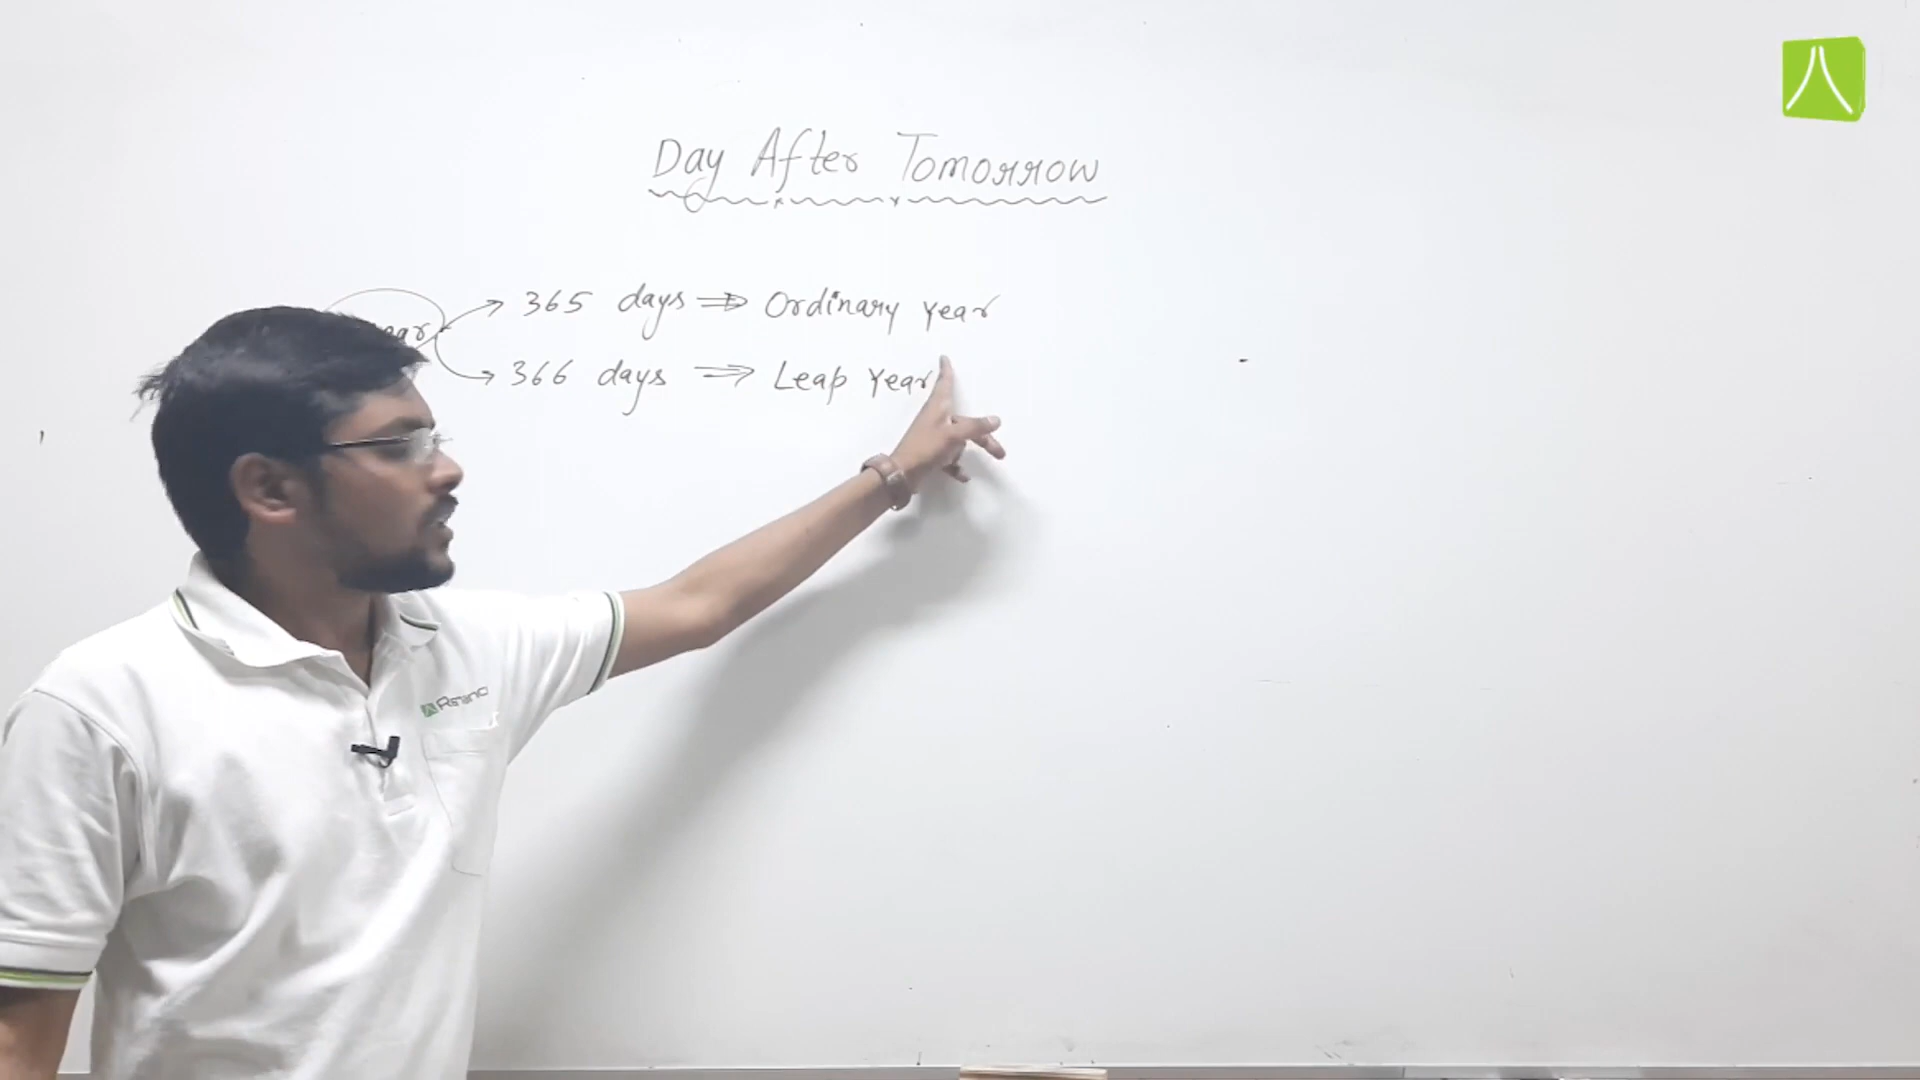 Day After Tomorrow
365 days ⇒ Ordinary year
366 days ⇒ Leap Year